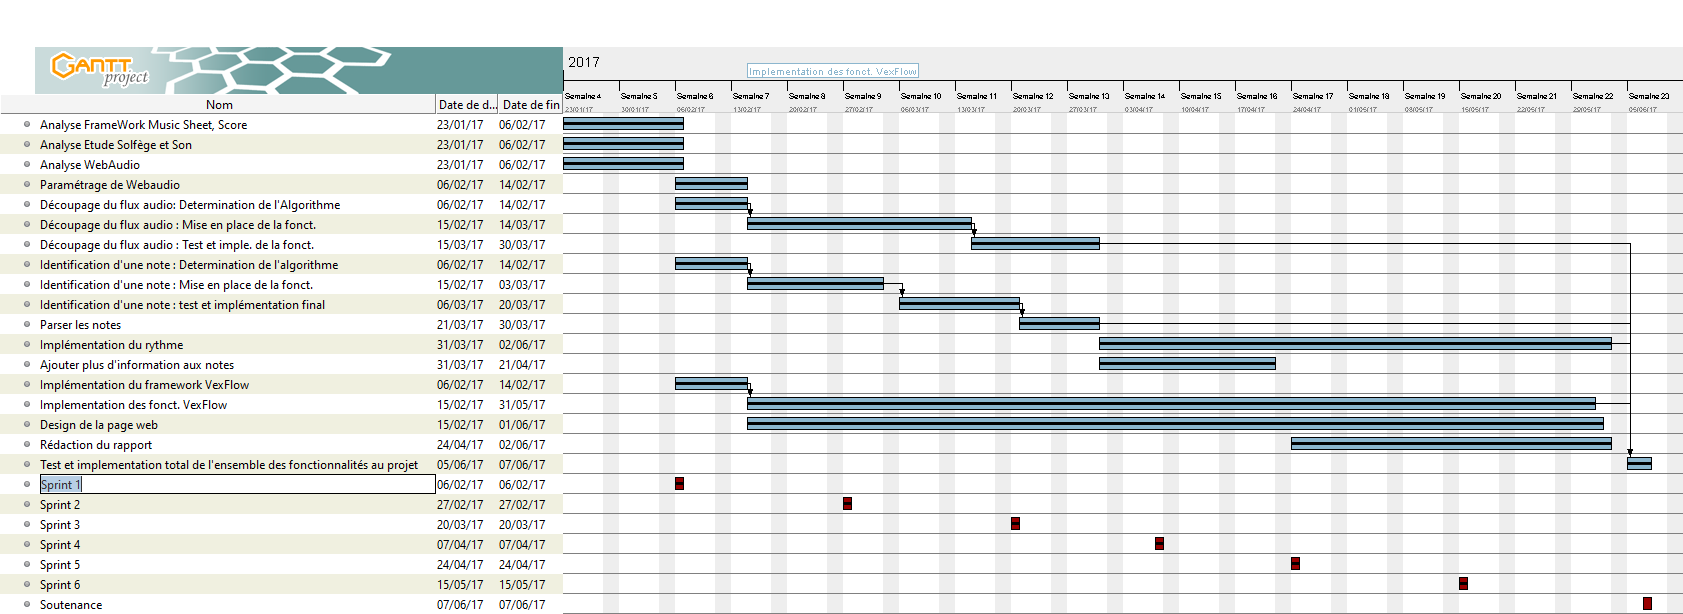 GANTT
project
2017
Implementation des fonct. VexFlow
Nom Date de d... Date de fin
Semaine 4 Semaine 5 Semaine 6 Semaine 7 Semaine 8 Semaine 9 Semaine 10 Semaine 11 Semaine 12 Semaine 13 Semaine 14 Semaine 15 Semaine 16 Semaine 17 Semaine 18 Semaine 19 Semaine 20 Semaine 21 Semaine 22 Semaine 23
23/01/17 30/01/17 06/02/17 13/02/17 20/02/17 27/02/17 06/03/17 13/03/17 20/03/17 27/03/17 03/04/17 10/04/17 17/04/17 24/04/17 01/05/17 08/05/17 15/05/17 22/05/17 29/05/17 05/06/17
Analyse FrameWork Music Sheet, Score 23/01/17 06/02/17
Analyse Etude Solfège et Son 23/01/17 06/02/17
Analyse WebAudio 23/01/17 06/02/17
Paramétrage de Webaudio 06/02/17 14/02/17
Découpage du flux audio: Determination de l'Algorithme 06/02/17 14/02/17
Découpage du flux audio : Mise en place de la fonct. 15/02/17 14/03/17
Découpage du flux audio : Test et imple. de la fonct. 15/03/17 30/03/17
Identification d'une note : Determination de l'algorithme 06/02/17 14/02/17
Identification d'une note : Mise en place de la fonct. 15/02/17 03/03/17
Identification d'une note : test et implémentation final 06/03/17 20/03/17
Parser les notes 21/03/17 30/03/17
Implémentation du rythme 31/03/17 02/06/17
Ajouter plus d'information aux notes 31/03/17 21/04/17
Implémentation du framework VexFlow 06/02/17 14/02/17
Implementation des fonct. VexFlow 15/02/17 31/05/17
Design de la page web 15/02/17 01/06/17
Rédaction du rapport 24/04/17 02/06/17
Test et implementation total de l'ensemble des fonctionnalités au projet 05/06/17 07/06/17
Sprint 1 06/02/17 06/02/17
Sprint 2 27/02/17 27/02/17
Sprint 3 20/03/17 20/03/17
Sprint 4 07/04/17 07/04/17
Sprint 5 24/04/17 24/04/17
Sprint 6 15/05/17 15/05/17
Soutenance 07/06/17 07/06/17